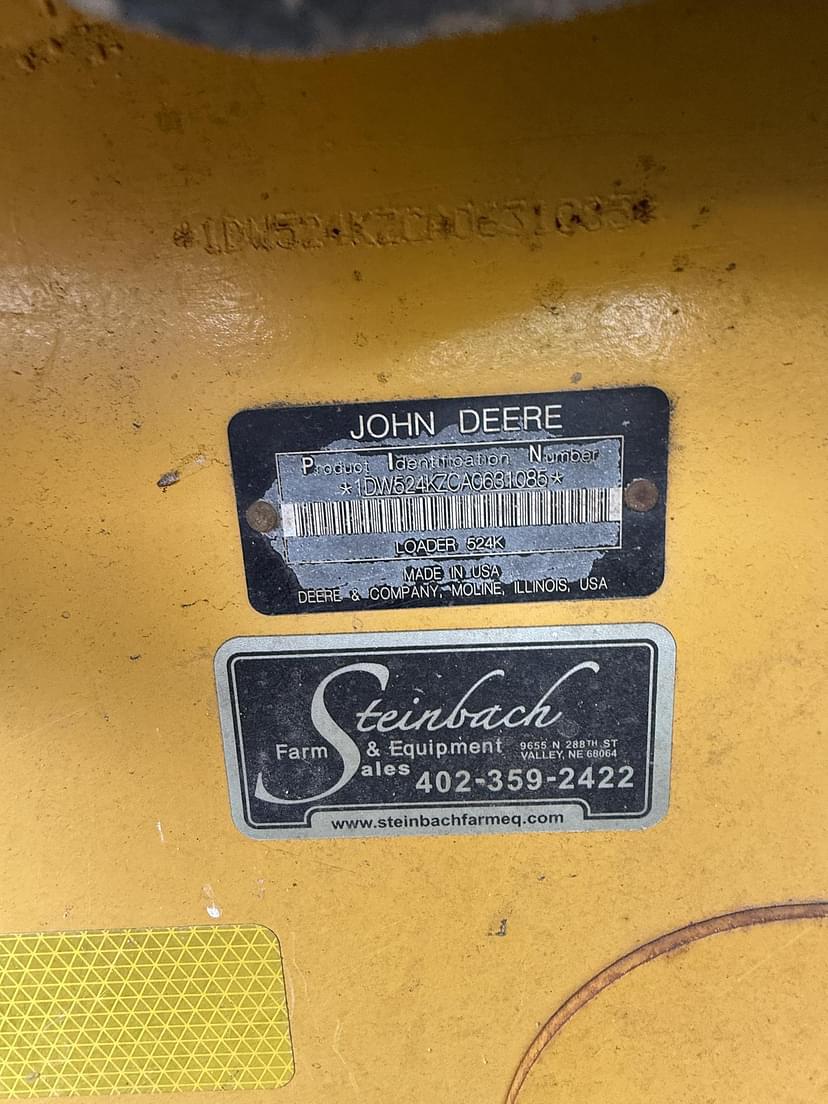 *1DW524KZCA0631085*
JOHN DEERE
Product Identification Number
*1DW524KZCA0631085*
LOADER 524K
MADE IN USA
DEERE & COMPANY, MOLINE, ILLINOIS, USA
Steinbach
Farm & Equipment
Sales
9655 N 288TH ST
VALLEY, NE 68064
402-359-2422
www.steinbachfarmeq.com